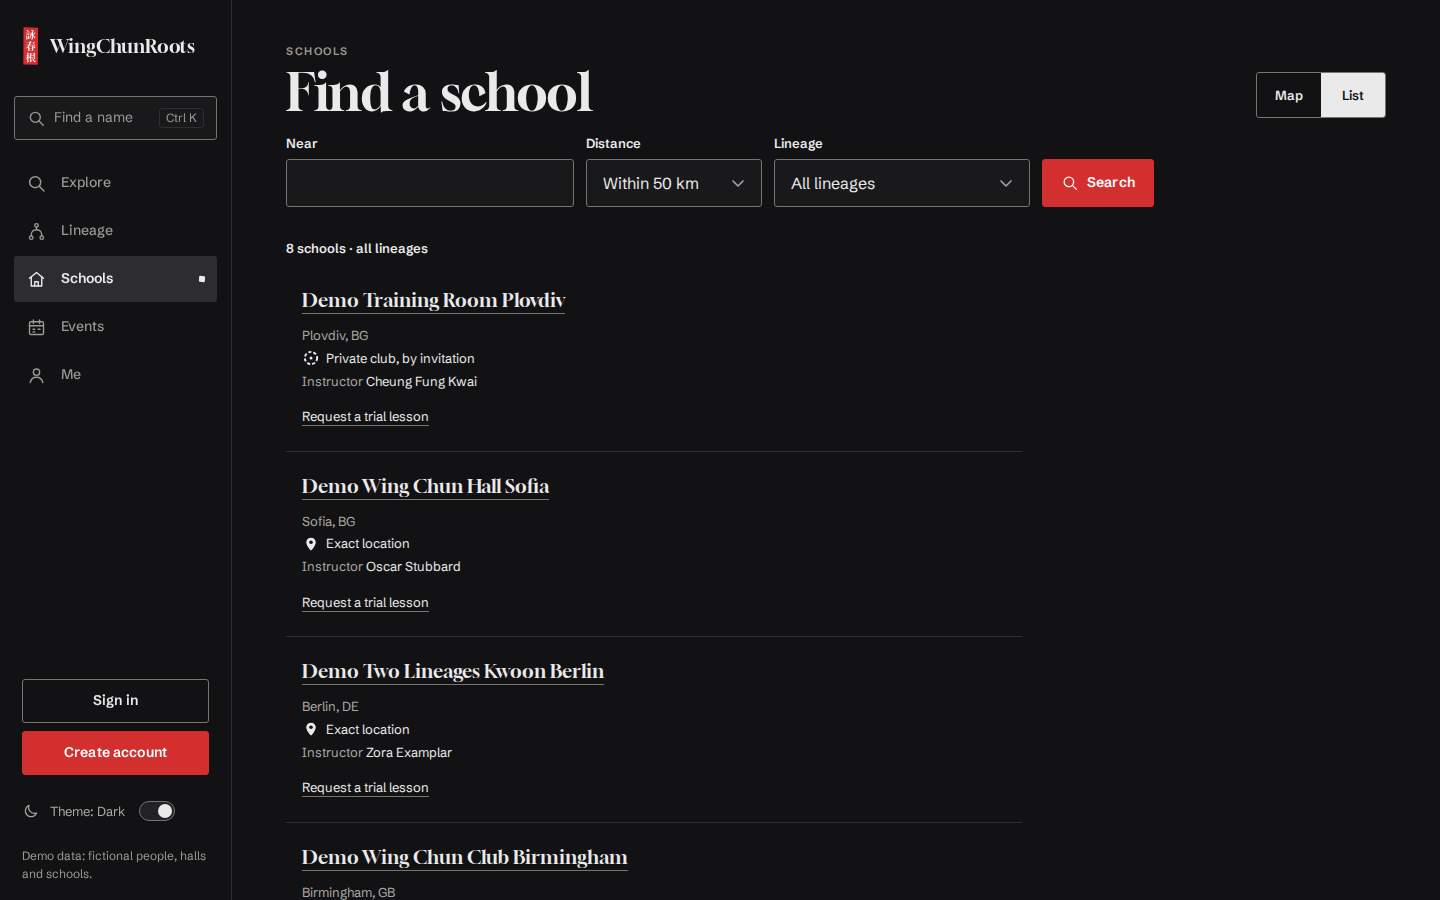 詠春根
WingChunRoots
Find a name
Ctrl K
Explore
Lineage
Schools
Events
Me
Sign in
Create account
Theme: Dark
Demo data: fictional people, halls
and schools.
SCHOOLS
Find a school
Map
List
Near
Distance
Lineage
Within 50 km
All lineages
Search
8 schools · all lineages
Demo Training Room Plovdiv
Plovdiv, BG
Private club, by invitation
Instructor Cheung Fung Kwai
Request a trial lesson
Demo Wing Chun Hall Sofia
Sofia, BG
Exact location
Instructor Oscar Stubbard
Request a trial lesson
Demo Two Lineages Kwoon Berlin
Berlin, DE
Exact location
Instructor Zora Examplar
Request a trial lesson
Demo Wing Chun Club Birmingham
Birmingham, GB